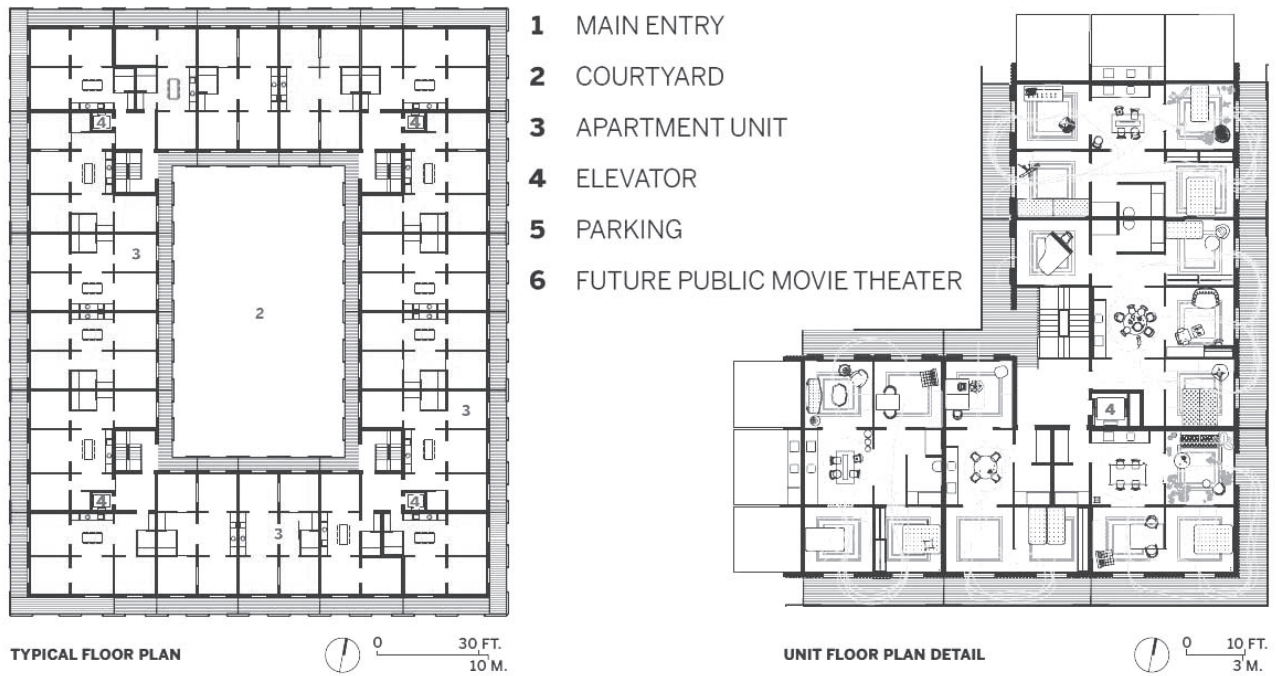 1 MAIN ENTRY
2 COURTYARD
3 APARTMENT UNIT
4 ELEVATOR
5 PARKING
6 FUTURE PUBLIC MOVIE THEATER
4
4
3
2
3
4
4
3
4
TYPICAL FLOOR PLAN
0 30 FT.
10 M.
UNIT FLOOR PLAN DETAIL
0 10 FT.
3 M.